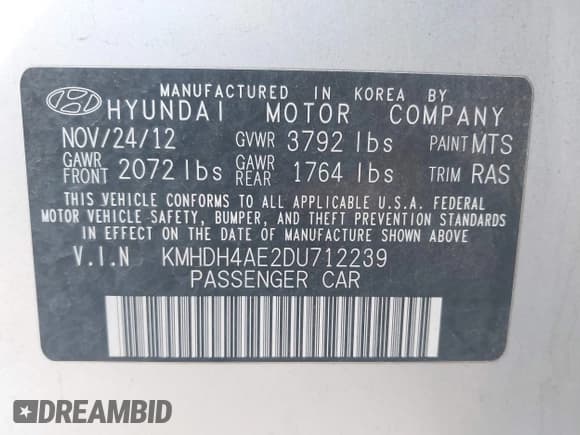 MANUFACTURED IN KOREA BY
HYUNDAI MOTOR COMPANY
NOV/24/12 GVWR 3792 lbs PAINT MTS
GAWR FRONT 2072 lbs GAWR REAR 1764 lbs TRIM RAS
THIS VEHICLE CONFORMS TO ALL APPLICABLE U.S.A. FEDERAL
MOTOR VEHICLE SAFETY, BUMPER, AND THEFT PREVENTION STANDARDS
IN EFFECT ON THE DATE OF MANUFACTURE SHOWN ABOVE
V.I.N KMHDH4AE2DU712239
PASSENGER CAR
DREAMBID